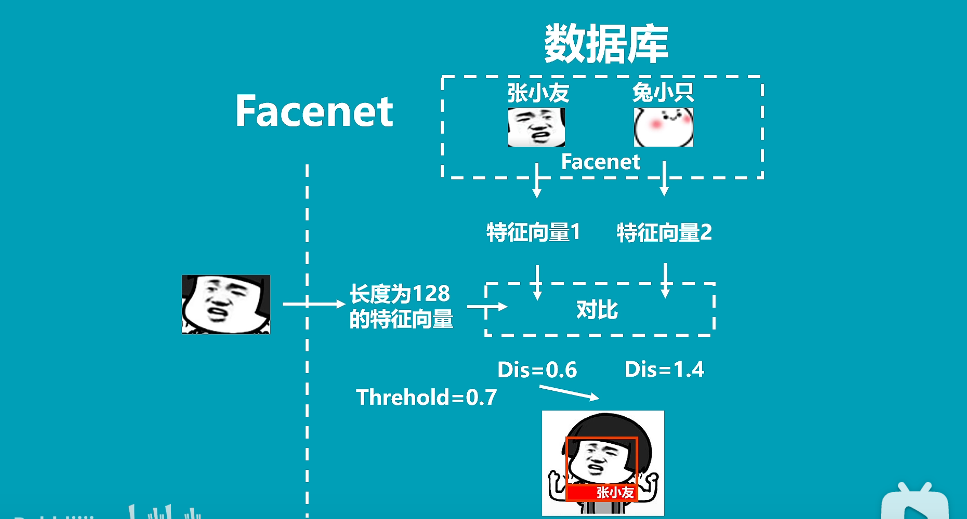 数据库
Facenet
张小友
兔小只
Facenet
特征向量1
特征向量2
长度为128
的特征向量
对比
Dis=0.6
Dis=1.4
Threhold=0.7
张小友